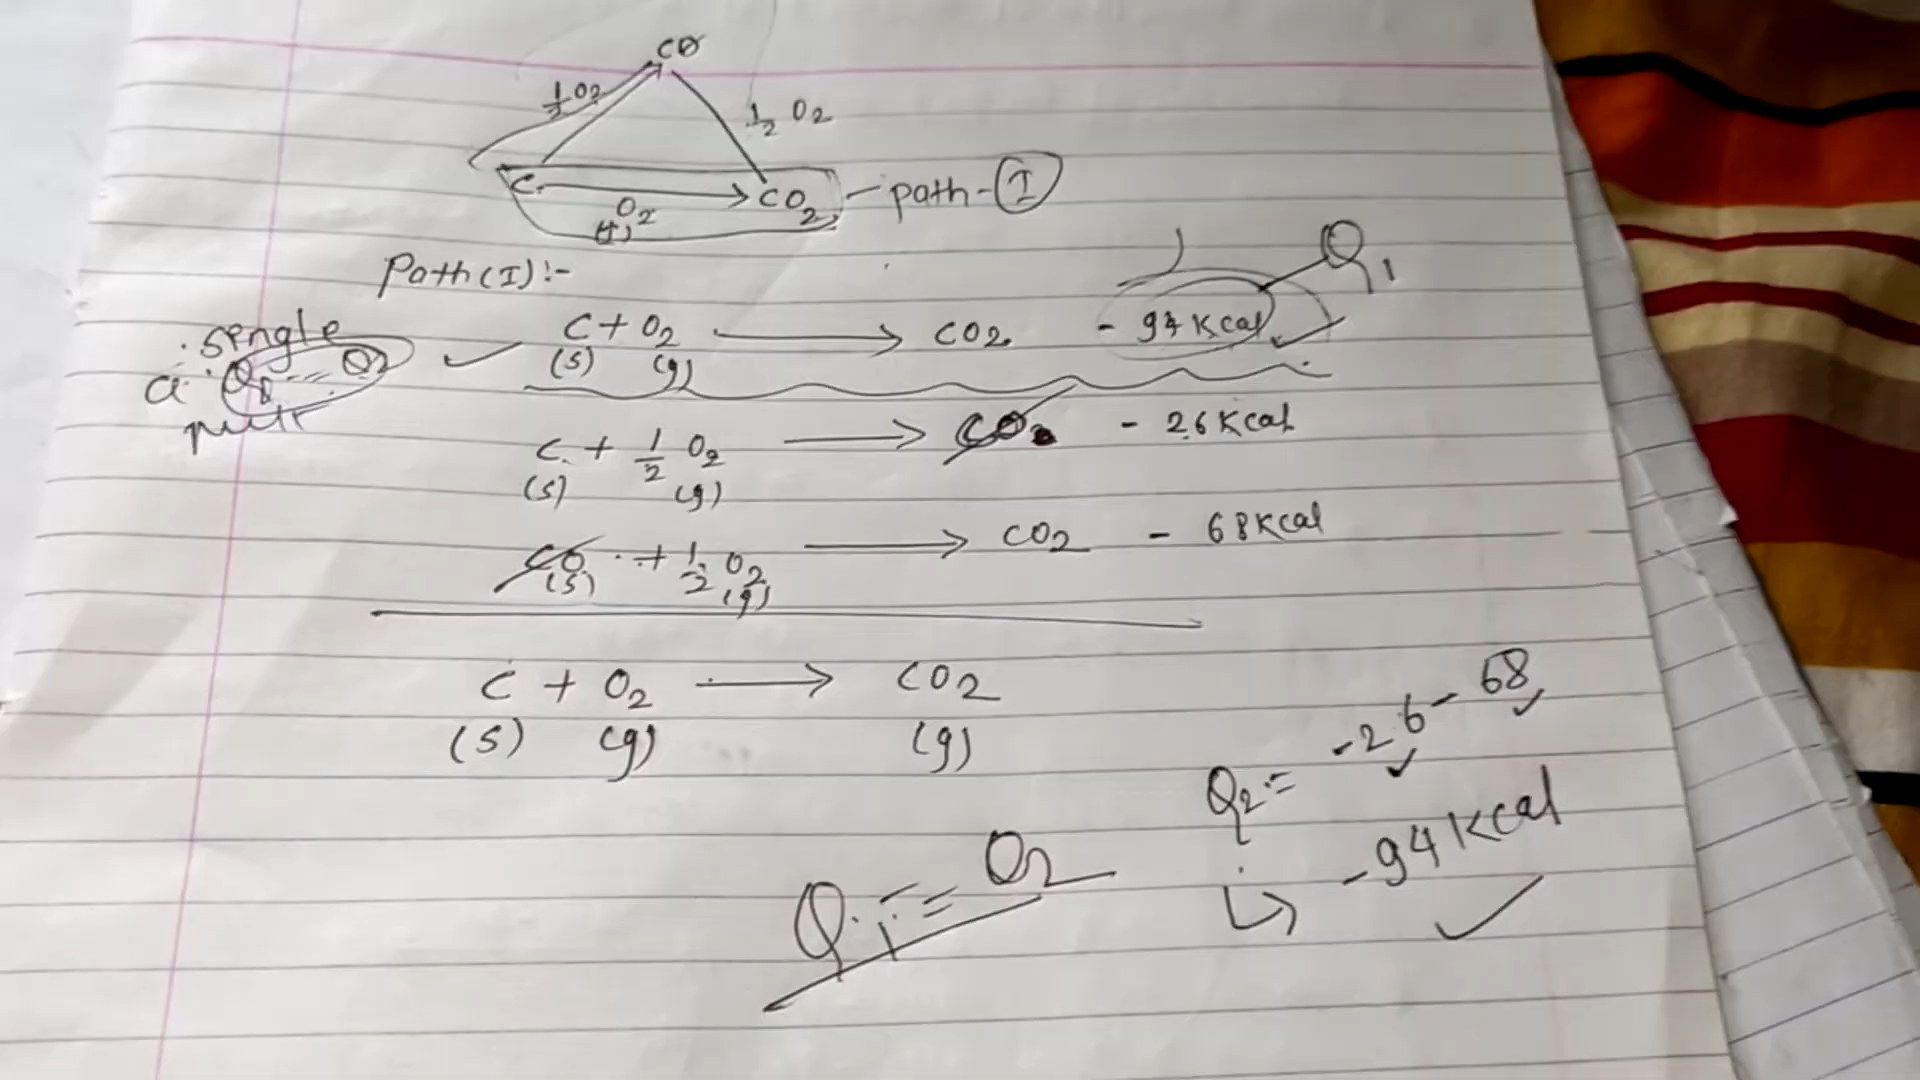 CO
1/2 O2
1/2 O2
C → CO2 - path-(I)
O2
(g)
Path (I) :-
Q1
C + O2 → CO2 - 94 Kcal
(s) (g)
single
a
C + 1/2 O2 → CO - 26 Kcal
(s) (g)
CO + 1/2 O2 → CO2 - 68 Kcal
(s) (g)
C + O2 → CO2
(s) (g) (g)
Q2 = -26 - 68
→ -94 Kcal
Q1 = Q2